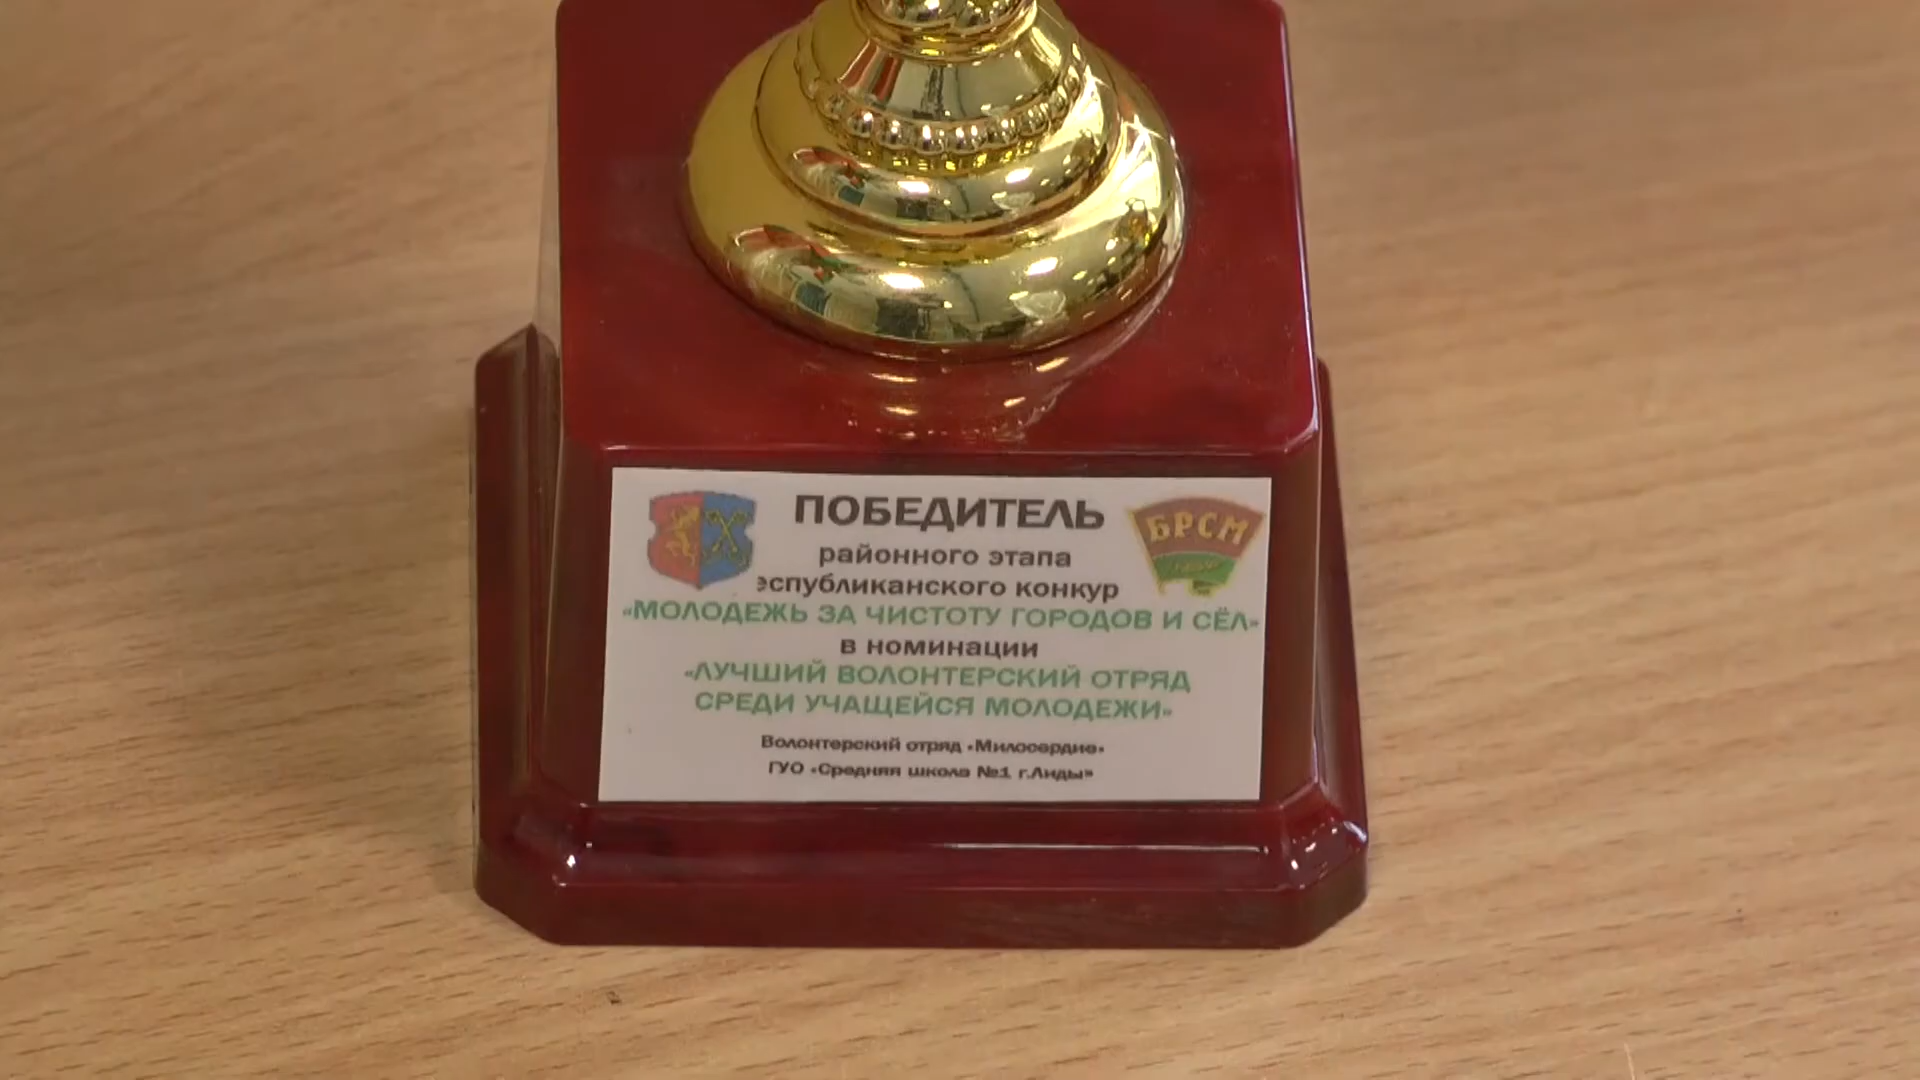 ПОБЕДИТЕЛЬ
БРСМ
районного этапа
еспубликанского конкур
«МОЛОДЕЖЬ ЗА ЧИСТОТУ ГОРОДОВ И СЁЛ»
в номинации
«ЛУЧШИЙ ВОЛОНТЕРСКИЙ ОТРЯД
СРЕДИ УЧАЩЕЙСЯ МОЛОДЕЖИ»
Волонтерский отряд «Милосердие»
ГУО «Средняя школа №1 г.Лиды»